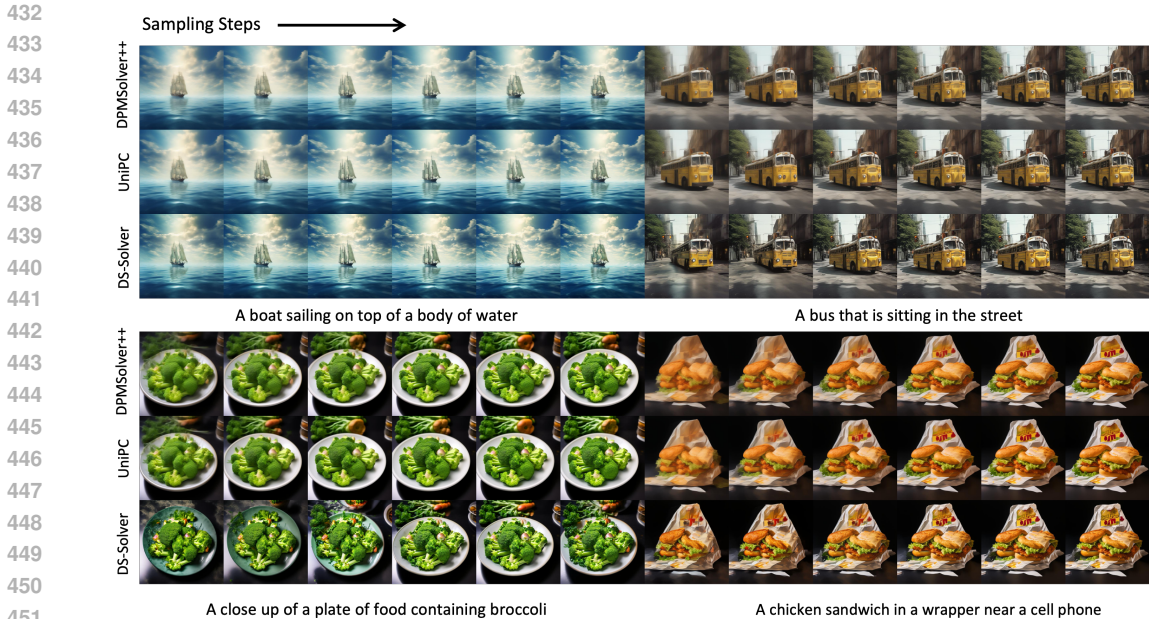 432
Sampling Steps
433
434
435
436
437
438
439
440
441
DPMSolver++
UniPC
DS-Solver
A boat sailing on top of a body of water
A bus that is sitting in the street
442
443
444
445
446
447
448
449
450
DPMSolver++
UniPC
DS-Solver
A close up of a plate of food containing broccoli
A chicken sandwich in a wrapper near a cell phone
451